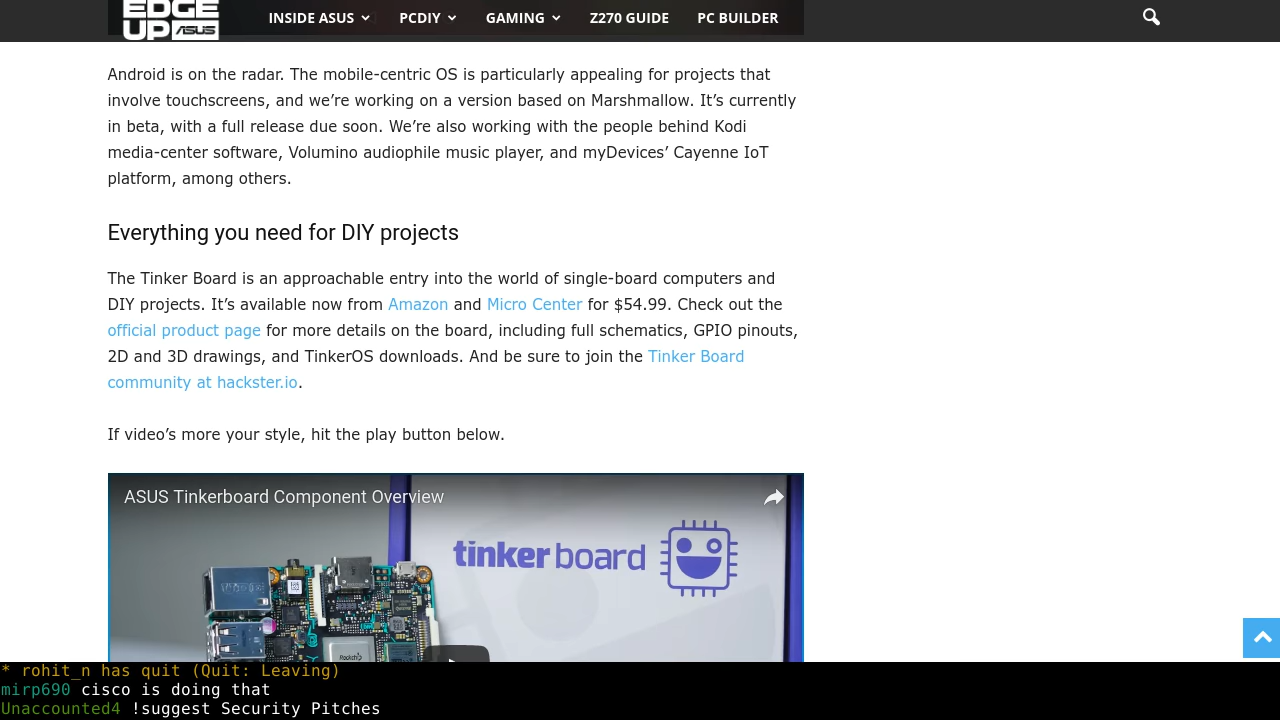 EDGE UP ASUS
INSIDE ASUS
PCDIY
GAMING
Z270 GUIDE
PC BUILDER
Android is on the radar. The mobile-centric OS is particularly appealing for projects that
involve touchscreens, and we’re working on a version based on Marshmallow. It’s currently
in beta, with a full release due soon. We’re also working with the people behind Kodi
media-center software, Volumino audiophile music player, and myDevices’ Cayenne IoT
platform, among others.
Everything you need for DIY projects
The Tinker Board is an approachable entry into the world of single-board computers and
DIY projects. It’s available now from Amazon and Micro Center for $54.99. Check out the
official product page for more details on the board, including full schematics, GPIO pinouts,
2D and 3D drawings, and TinkerOS downloads. And be sure to join the Tinker Board
community at hackster.io.
If video’s more your style, hit the play button below.
ASUS Tinkerboard Component Overview
tinker board
Rockchip
* rohit_n has quit (Quit: Leaving)
mirp690 cisco is doing that
Unaccounted4 !suggest Security Pitches